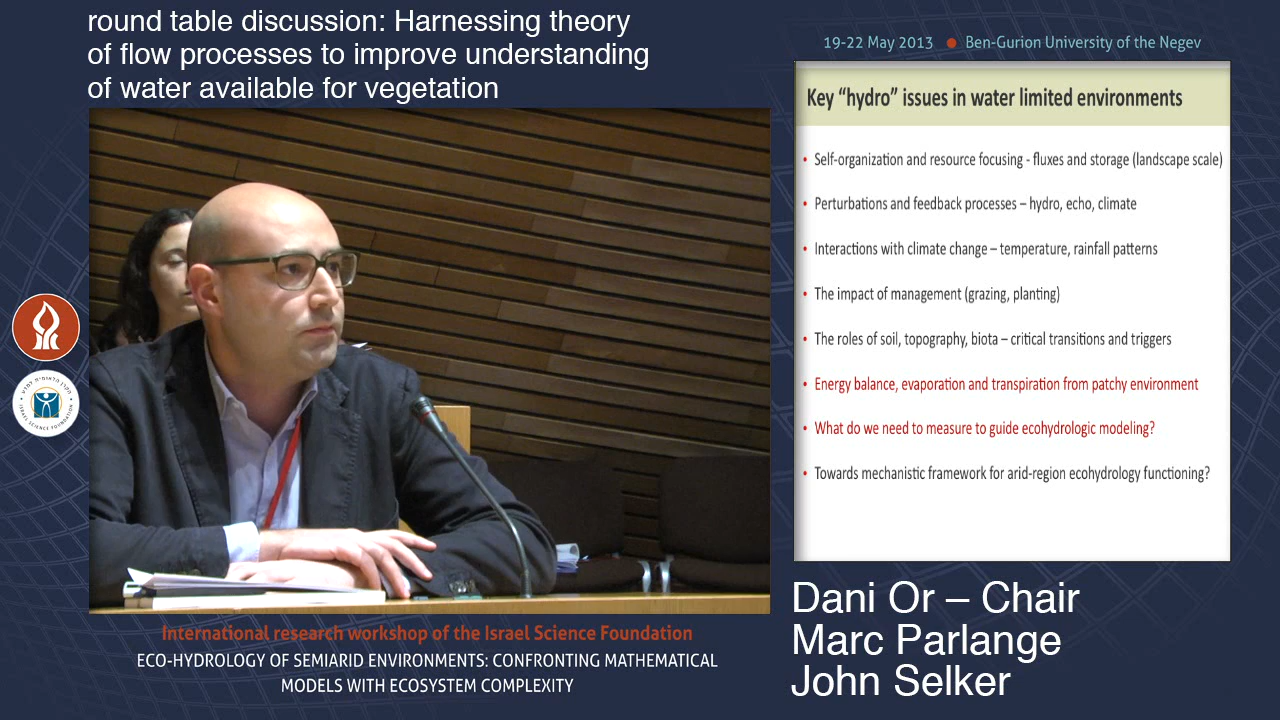 round table discussion: Harnessing theory
of flow processes to improve understanding
of water available for vegetation
19-22 May 2013 ● Ben-Gurion University of the Negev
Key “hydro” issues in water limited environments
• Self-organization and resource focusing - fluxes and storage (landscape scale)
• Perturbations and feedback processes – hydro, echo, climate
• Interactions with climate change – temperature, rainfall patterns
• The impact of management (grazing, planting)
• The roles of soil, topography, biota – critical transitions and triggers
• Energy balance, evaporation and transpiration from patchy environment
• What do we need to measure to guide ecohydrologic modeling?
• Towards mechanistic framework for arid-region ecohydrology functioning?
ISRAEL SCIENCE FOUNDATION
International research workshop of the Israel Science Foundation
ECO-HYDROLOGY OF SEMIARID ENVIRONMENTS: CONFRONTING MATHEMATICAL
MODELS WITH ECOSYSTEM COMPLEXITY
Dani Or – Chair
Marc Parlange
John Selker